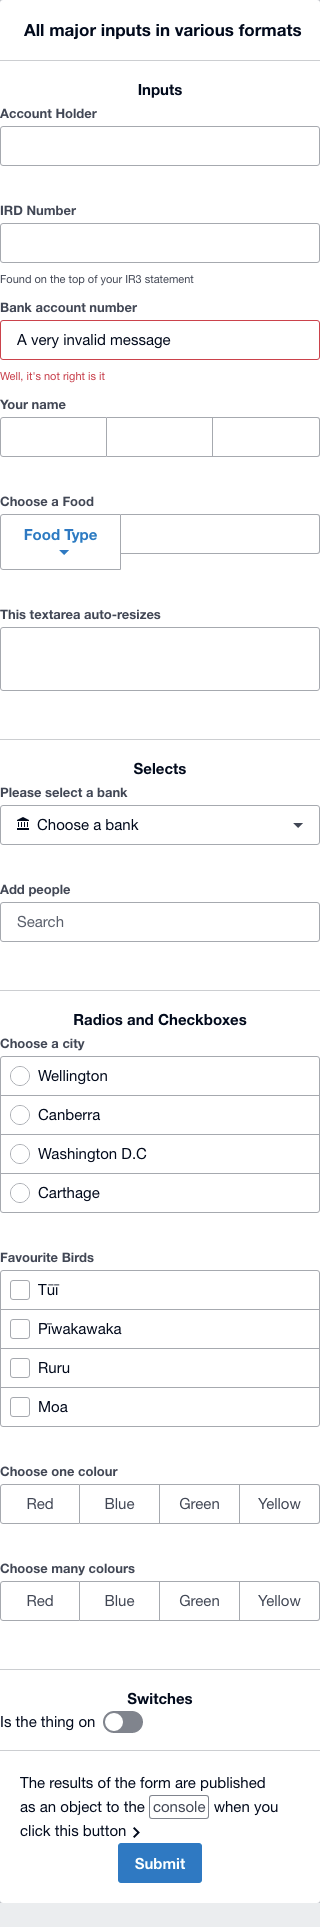 All major inputs in various formats
Inputs
Account Holder
IRD Number
Found on the top of your IR3 statement
Bank account number
A very invalid message
Well, it's not right is it
Your name
Choose a Food
Food Type
This textarea auto-resizes
Selects
Please select a bank
Choose a bank
Add people
Search
Radios and Checkboxes
Choose a city
Wellington
Canberra
Washington D.C
Carthage
Favourite Birds
Tūī
Pīwakawaka
Ruru
Moa
Choose one colour
Red Blue Green Yellow
Choose many colours
Red Blue Green Yellow
Switches
Is the thing on
The results of the form are published
as an object to the console when you
click this button
Submit